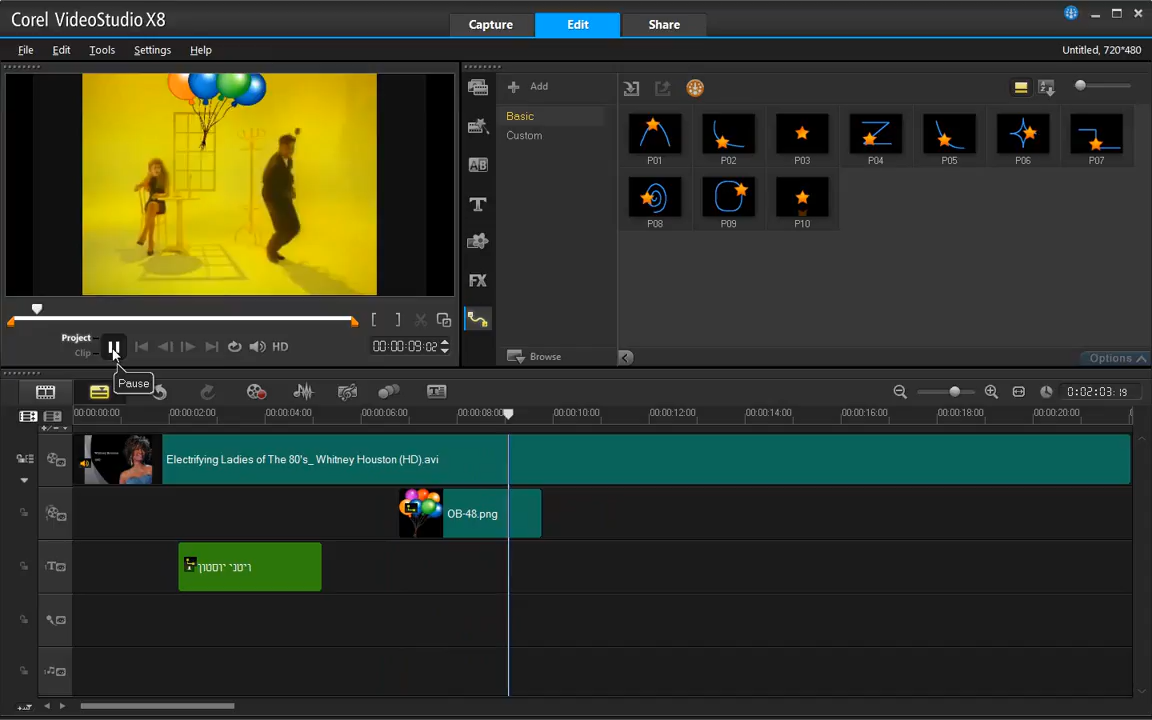 Corel VideoStudio X8
Capture
Edit
Share
File
Edit
Tools
Settings
Help
Untitled, 720*480
Add
Basic
Custom
P01
P02
P03
P04
P05
P06
P07
P08
P09
P10
FX
Project
Clip
HD
00:00:09:02
Browse
Options
Pause
0:02:03:19
00:00:00:00
00:00:02:00
00:00:04:00
00:00:06:00
00:00:08:00
00:00:10:00
00:00:12:00
00:00:14:00
00:00:16:00
00:00:18:00
00:00:20:00
Electrifying Ladies of The 80's_ Whitney Houston (HD).avi
OB-48.png
ויטני יוסטון